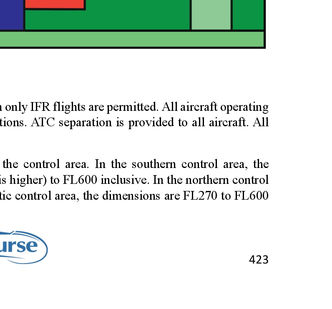 only IFR flights are permitted. All aircraft operating
tions. ATC separation is provided to all aircraft. All
the control area. In the southern control area, the
is higher) to FL600 inclusive. In the northern control
tic control area, the dimensions are FL270 to FL600
urse
423